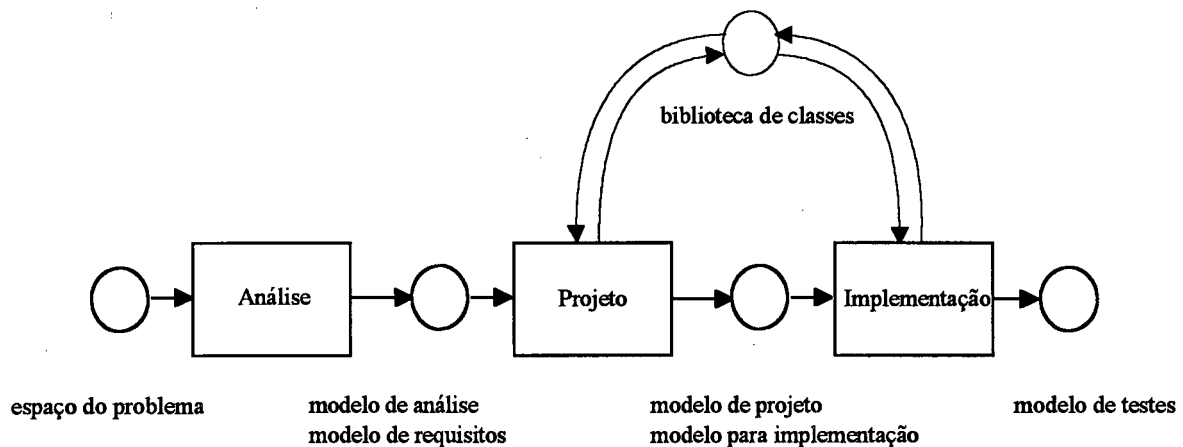 biblioteca de classes
Análise
Projeto
Implementação
espaço do problema
modelo de análise
modelo de requisitos
modelo de projeto
modelo para implementação
modelo de testes